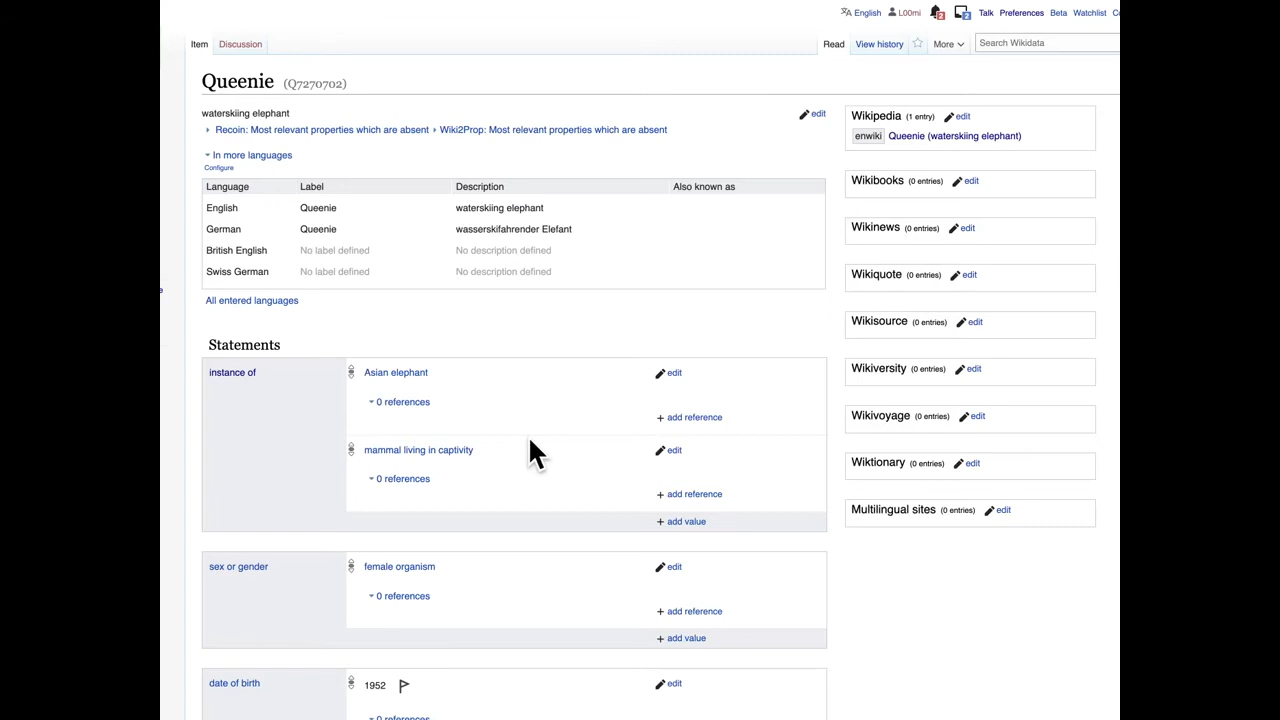 English L00mi 2 2 Talk Preferences Beta Watchlist
Item Discussion Read View history More Search Wikidata
Queenie (Q7270702)
waterskiing elephant edit
Recoin: Most relevant properties which are absent Wiki2Prop: Most relevant properties which are absent
In more languages
Configure
Language Label Description Also known as
English Queenie waterskiing elephant
German Queenie wasserskifahrender Elefant
British English No label defined No description defined
Swiss German No label defined No description defined
All entered languages
Statements
instance of Asian elephant edit
0 references
+ add reference
mammal living in captivity edit
0 references
+ add reference
+ add value
sex or gender female organism edit
0 references
+ add reference
+ add value
date of birth 1952 edit
0 references
Wikipedia (1 entry) edit
enwiki Queenie (waterskiing elephant)
Wikibooks (0 entries) edit
Wikinews (0 entries) edit
Wikiquote (0 entries) edit
Wikisource (0 entries) edit
Wikiversity (0 entries) edit
Wikivoyage (0 entries) edit
Wiktionary (0 entries) edit
Multilingual sites (0 entries) edit